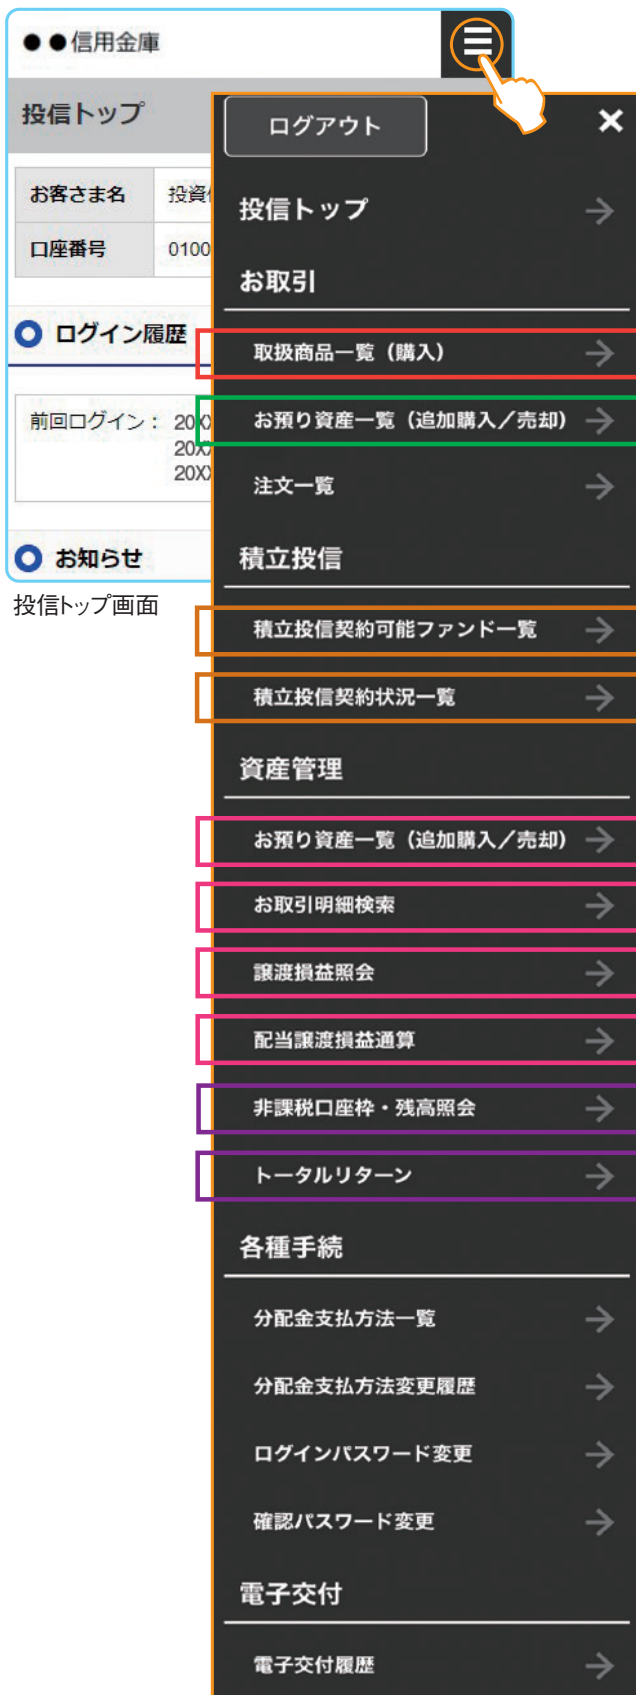 ●●信用金庫
投信トップ
お客さま名 投資信
口座番号 0100
ログイン履歴
前回ログイン： 20XX
20XX
20XX
お知らせ
投信トップ画面
ログアウト
×
投信トップ
お取引
取扱商品一覧（購入）
お預り資産一覧（追加購入／売却）
注文一覧
積立投信
積立投信契約可能ファンド一覧
積立投信契約状況一覧
資産管理
お預り資産一覧（追加購入／売却）
お取引明細検索
譲渡損益照会
配当譲渡損益通算
非課税口座枠・残高照会
トータルリターン
各種手続
分配金支払方法一覧
分配金支払方法変更履歴
ログインパスワード変更
確認パスワード変更
電子交付
電子交付履歴